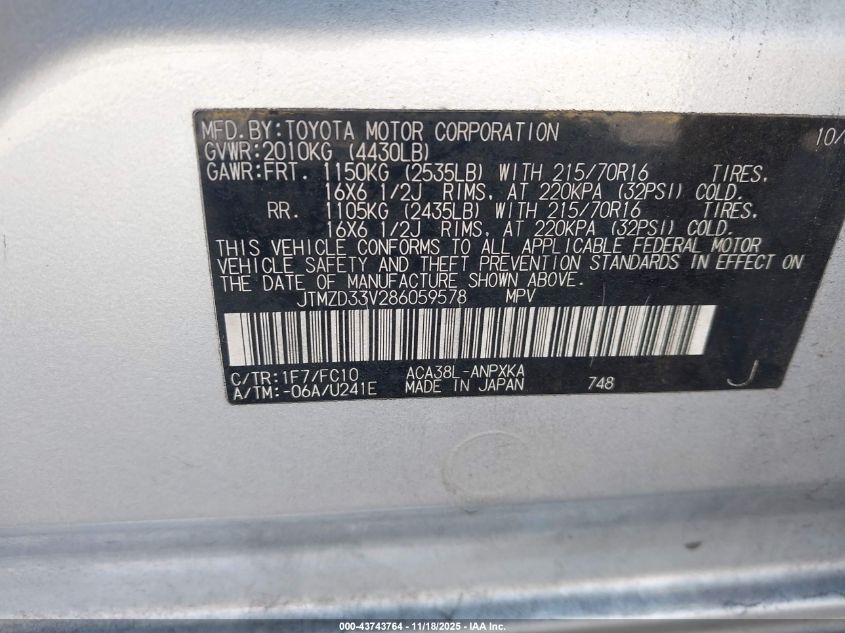 MFD. BY: TOYOTA MOTOR CORPORATION 10/
GVWR: 2010KG (4430LB)
GAWR: FRT. 1150KG (2535LB) WITH 215/70R16 TIRES,
16X6 1/2J RIMS, AT 220KPA (32PSI) COLD.
RR. 1105KG (2435LB) WITH 215/70R16 TIRES,
16X6 1/2J RIMS, AT 220KPA (32PSI) COLD.
THIS VEHICLE CONFORMS TO ALL APPLICABLE FEDERAL MOTOR
VEHICLE SAFETY AND THEFT PREVENTION STANDARDS IN EFFECT ON
THE DATE OF MANUFACTURE SHOWN ABOVE.
JTMZD33V286059578 MPV
C/TR: 1F7/FC10 ACA38L-ANPXKA
A/TM: -06A/U241E MADE IN JAPAN 748 J
000-43743764 - 11/18/2025 - IAA Inc.